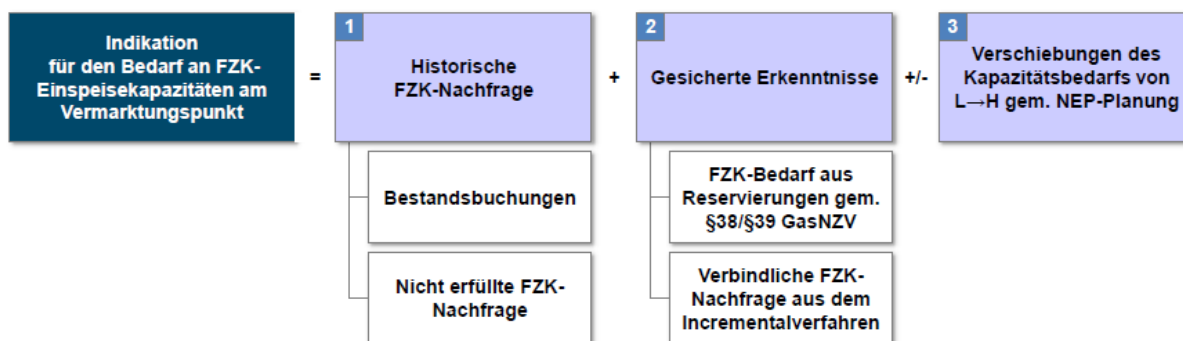 Indikation
für den Bedarf an FZK-
Einspeisekapazitäten am
Vermarktungspunkt
=
1
Historische
FZK-Nachfrage
+
2
Gesicherte Erkenntnisse
+/-
3
Verschiebungen des
Kapazitätsbedarfs von
L→H gem. NEP-Planung
Bestandsbuchungen
Nicht erfüllte FZK-
Nachfrage
FZK-Bedarf aus
Reservierungen gem.
§38/§39 GasNZV
Verbindliche FZK-
Nachfrage aus dem
Incrementalverfahren